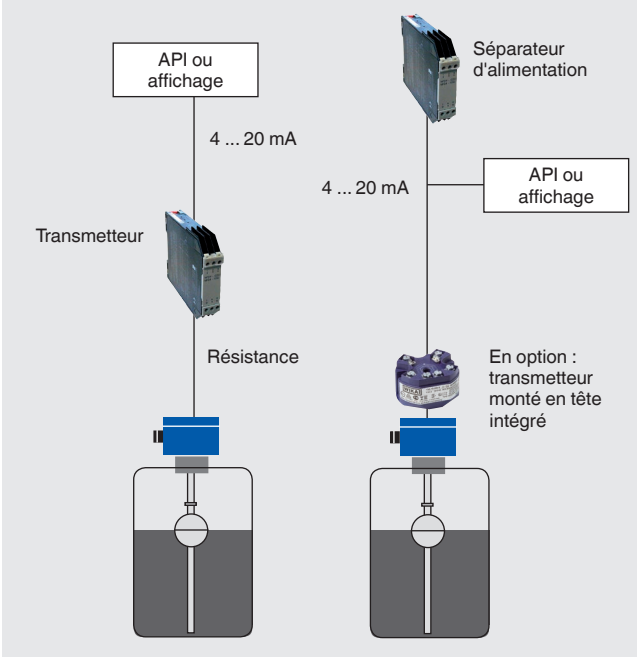 API ou
affichage
4 ... 20 mA
Transmetteur
Résistance
Séparateur
d'alimentation
4 ... 20 mA
API ou
affichage
En option :
transmetteur
monté en tête
intégré
WIKA